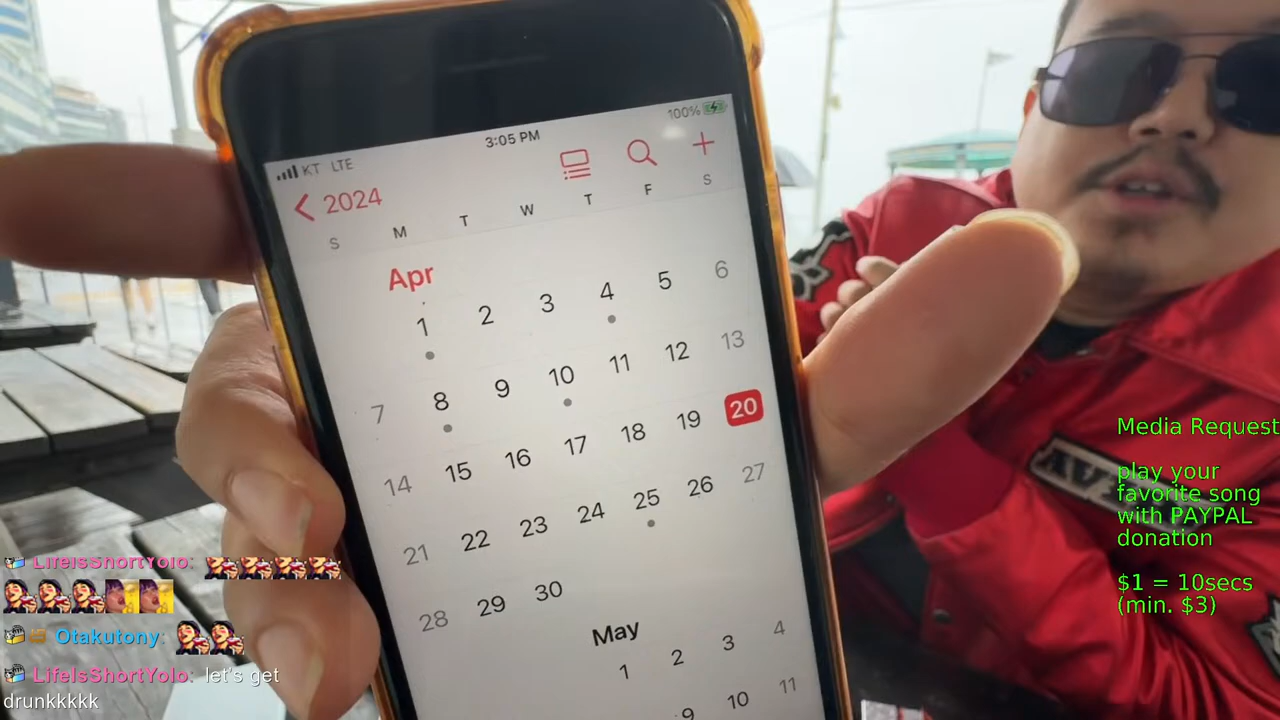 KT LTE
3:05 PM
100%
2024
S M T W T F S
Apr
1 2 3 4 5 6
7 8 9 10 11 12 13
14 15 16 17 18 19 20
21 22 23 24 25 26 27
28 29 30
May
1 2 3 4
9 10 11
Media Request
play your
favorite song
with PAYPAL
donation
$1 = 10secs
(min. $3)
LifeIsShortYolo:
Otakutony:
LifeIsShortYolo: let's get
drunkkkkk